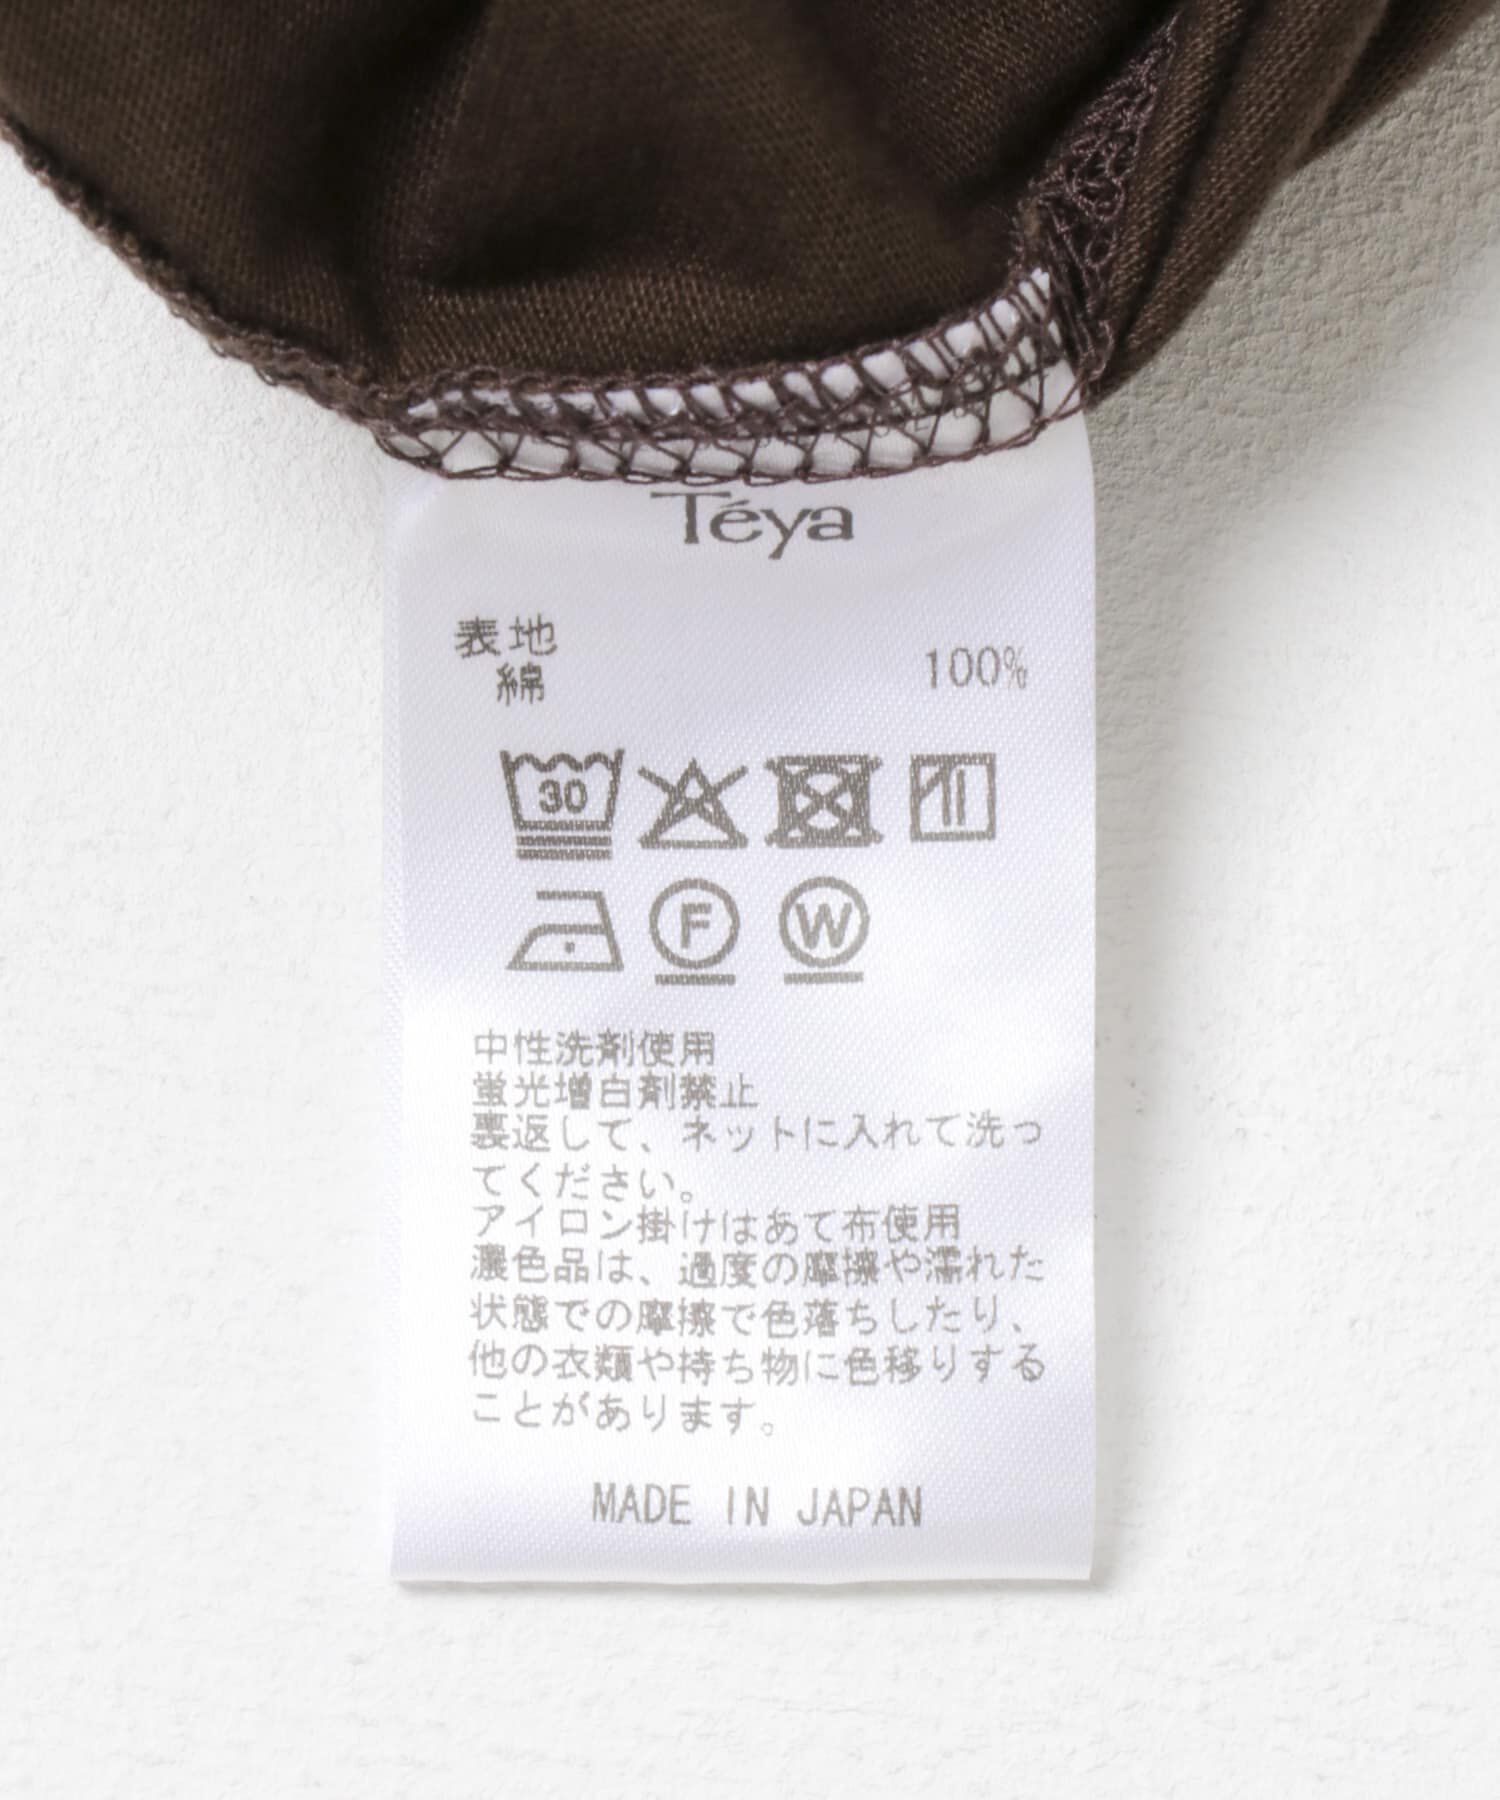 Téya
表地
綿 100%
30
F W
中性洗剤使用
蛍光増白剤禁止
裏返して、ネットに入れて洗っ
てください。
アイロン掛けはあて布使用
濃色品は、過度の摩擦や濡れた
状態での摩擦で色落ちしたり、
他の衣類や持ち物に色移りする
ことがあります。
MADE IN JAPAN